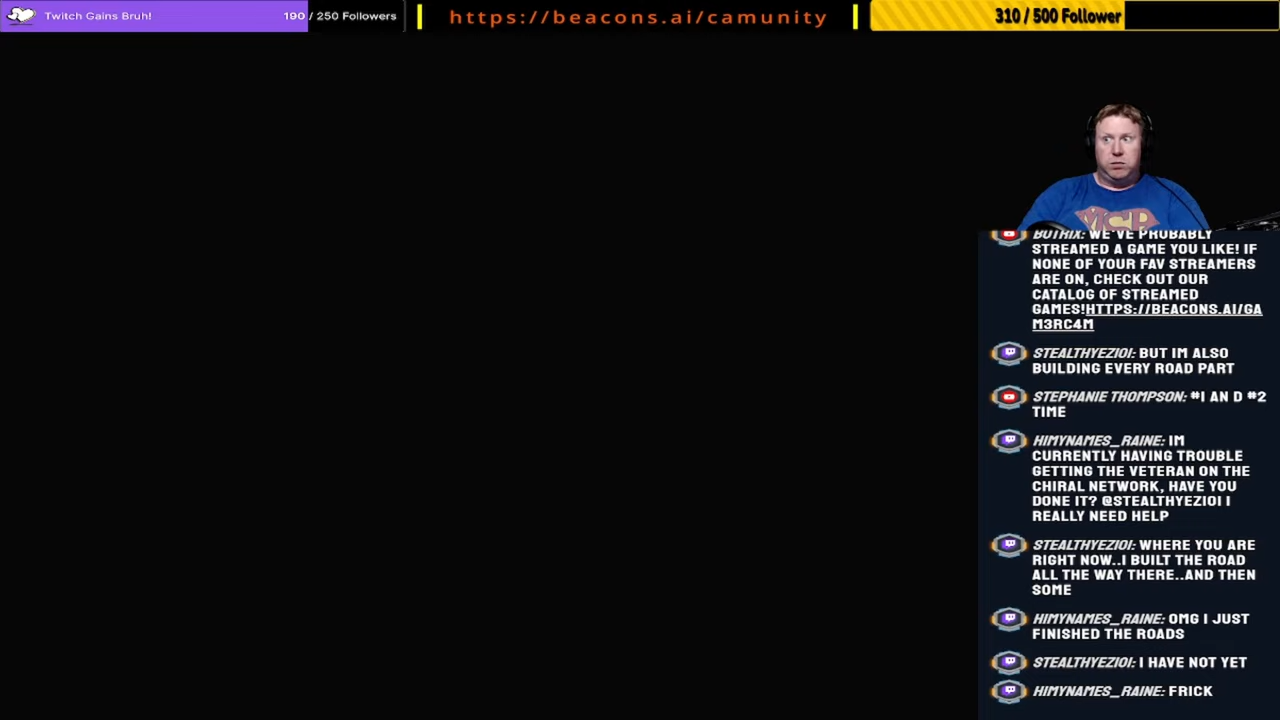 Twitch Gains Bruh!
190 / 250 Followers
https://beacons.ai/camunity
310 / 500 Follower
MCR
BOTRIX: WE'VE PROBABLY
STREAMED A GAME YOU LIKE! IF
NONE OF YOUR FAV STREAMERS
ARE ON, CHECK OUT OUR
CATALOG OF STREAMED
GAMES!HTTPS://BEACONS.AI/GA
M3RC4M
STEALTHYEZIO1: BUT IM ALSO
BUILDING EVERY ROAD PART
STEPHANIE THOMPSON: #1 AN D #2
TIME
HIMYNAMES_RAINE: IM
CURRENTLY HAVING TROUBLE
GETTING THE VETERAN ON THE
CHIRAL NETWORK, HAVE YOU
DONE IT? @STEALTHYEZIO1 I
REALLY NEED HELP
STEALTHYEZIO1: WHERE YOU ARE
RIGHT NOW..I BUILT THE ROAD
ALL THE WAY THERE..AND THEN
SOME
HIMYNAMES_RAINE: OMG I JUST
FINISHED THE ROADS
STEALTHYEZIO1: I HAVE NOT YET
HIMYNAMES_RAINE: FRICK